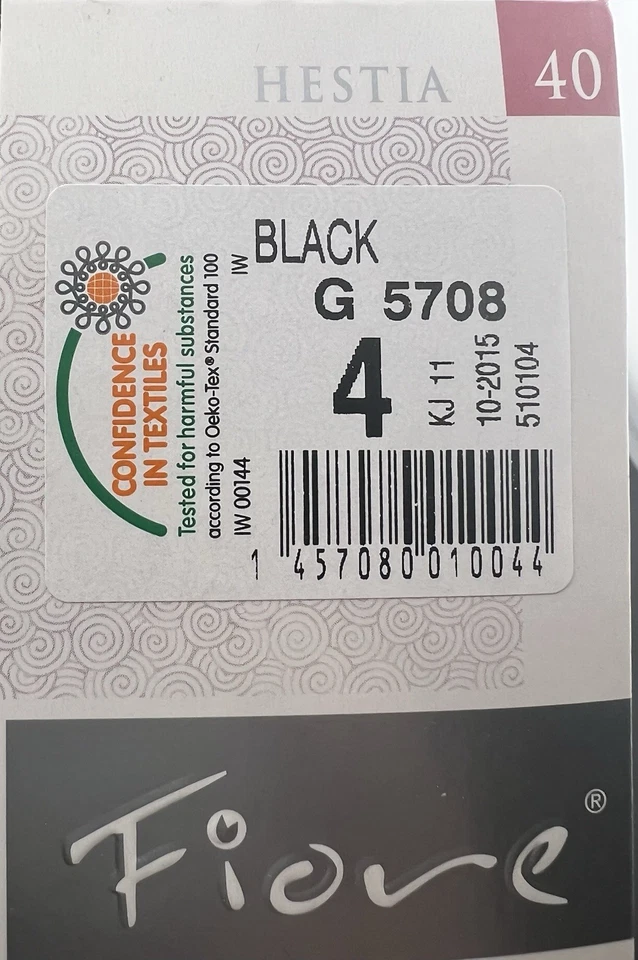 HESTIA
40
BLACK
G 5708
4
KJ 11
10-2015
510104
CONFIDENCE
IN TEXTILES
Tested for harmful substances
according to Oeko-Tex® Standard 100
IW 00144
IW
1 457080 010044
Fiore®